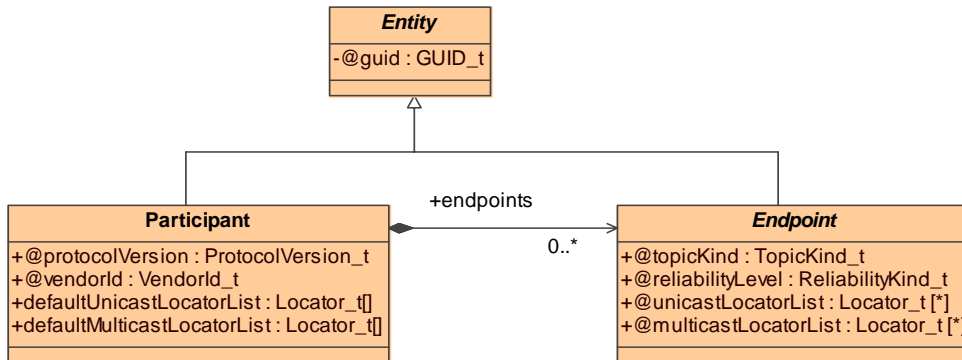 Entity
-@guid : GUID_t
+endpoints
0..*
Participant
+@protocolVersion : ProtocolVersion_t
+@vendorId : VendorId_t
+defaultUnicastLocatorList : Locator_t[]
+defaultMulticastLocatorList : Locator_t[]
Endpoint
+@topicKind : TopicKind_t
+@reliabilityLevel : ReliabilityKind_t
+@unicastLocatorList : Locator_t [*]
+@multicastLocatorList : Locator_t [*]